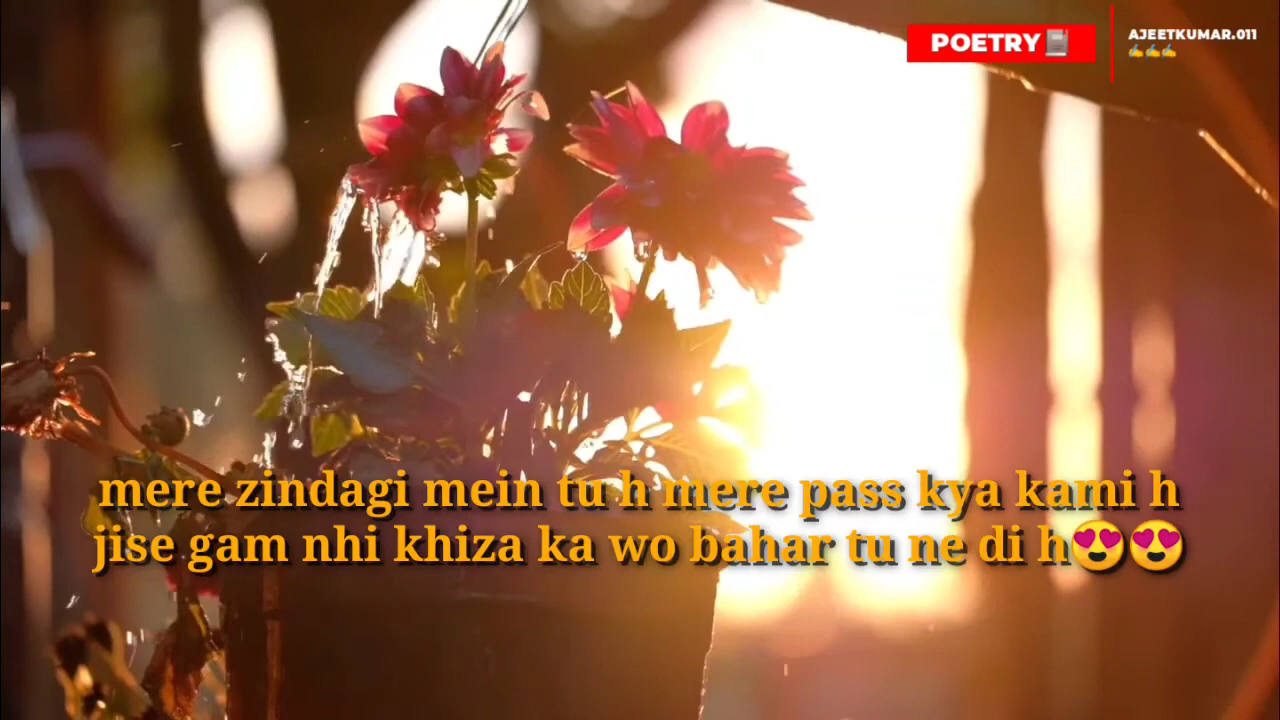 POETRY📕
AJEETKUMAR.011
✍️✍️✍️
mere zindagi mein tu h mere pass kya kami h
jise gam nhi khiza ka wo bahar tu ne di h😍😍